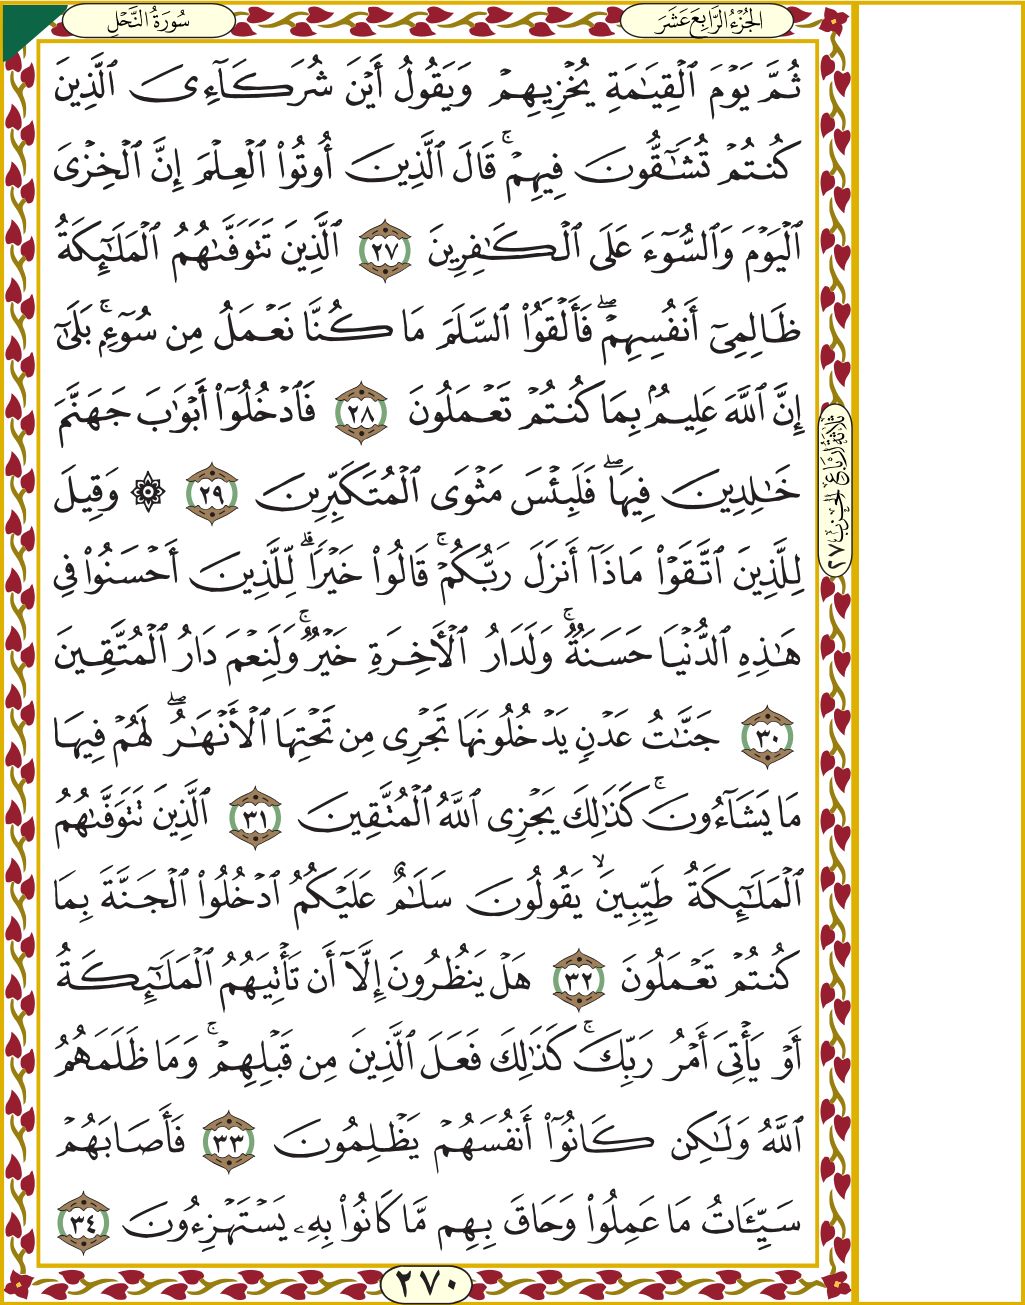 سُورَةُ النَّحْلِ
الجُزْءُ الرَّابِعَ عَشَرَ
ثُمَّ يَوْمَ ٱلْقِيَٰمَةِ يُخْزِيهِمْ وَيَقُولُ أَيْنَ شُرَكَآءِىَ ٱلَّذِينَ
كُنتُمْ تُشَٰٓقُّونَ فِيهِمْ ۚ قَالَ ٱلَّذِينَ أُوتُوا۟ ٱلْعِلْمَ إِنَّ ٱلْخِزْىَ
ٱلْيَوْمَ وَٱلسُّوٓءَ عَلَى ٱلْكَٰفِرِينَ ٢٧ ٱلَّذِينَ تَتَوَفَّىٰهُمُ ٱلْمَلَٰٓئِكَةُ
ظَالِمِىٓ أَنفُسِهِمْ ۖ فَأَلْقَوُا۟ ٱلسَّلَمَ مَا كُنَّا نَعْمَلُ مِن سُوٓءٍۭ ۚ بَلَىٰٓ
إِنَّ ٱللَّهَ عَلِيمٌۢ بِمَا كُنتُمْ تَعْمَلُونَ ٢٨ فَٱدْخُلُوٓا۟ أَبْوَٰبَ جَهَنَّمَ
خَٰلِدِينَ فِيهَا ۖ فَلَبِئْسَ مَثْوَى ٱلْمُتَكَبِّرِينَ ٢٩ ۞ وَقِيلَ
لِلَّذِينَ ٱتَّقَوْا۟ مَاذَآ أَنزَلَ رَبُّكُمْ ۚ قَالُوا۟ خَيْرًا ۗ لِّلَّذِينَ أَحْسَنُوا۟ فِى
هَٰذِهِ ٱلدُّنْيَا حَسَنَةٌ ۚ وَلَدَارُ ٱلْـَٔاخِرَةِ خَيْرٌ ۚ وَلَنِعْمَ دَارُ ٱلْمُتَّقِينَ
٣٠ جَنَّٰتُ عَدْنٍ يَدْخُلُونَهَا تَجْرِى مِن تَحْتِهَا ٱلْأَنْهَٰرُ ۖ لَهُمْ فِيهَا
مَا يَشَآءُونَ ۚ كَذَٰلِكَ يَجْزِى ٱللَّهُ ٱلْمُتَّقِينَ ٣١ ٱلَّذِينَ تَتَوَفَّىٰهُمُ
ٱلْمَلَٰٓئِكَةُ طَيِّبِينَ ۙ يَقُولُونَ سَلَٰمٌ عَلَيْكُمُ ٱدْخُلُوا۟ ٱلْجَنَّةَ بِمَا
كُنتُمْ تَعْمَلُونَ ٣٢ هَلْ يَنظُرُونَ إِلَّآ أَن تَأْتِيَهُمُ ٱلْمَلَٰٓئِكَةُ
أَوْ يَأْتِىَ أَمْرُ رَبِّكَ ۚ كَذَٰلِكَ فَعَلَ ٱلَّذِينَ مِن قَبْلِهِمْ ۚ وَمَا ظَلَمَهُمُ
ٱللَّهُ وَلَٰكِن كَانُوٓا۟ أَنفُسَهُمْ يَظْلِمُونَ ٣٣ فَأَصَابَهُمْ
سَيِّـَٔاتُ مَا عَمِلُوا۟ وَحَاقَ بِهِم مَّا كَانُوا۟ بِهِۦ يَسْتَهْزِءُونَ ٣٤
ثَلَاثَةُ أَرْبَاعِ الحِزْبِ ٢٧
٢٧٠